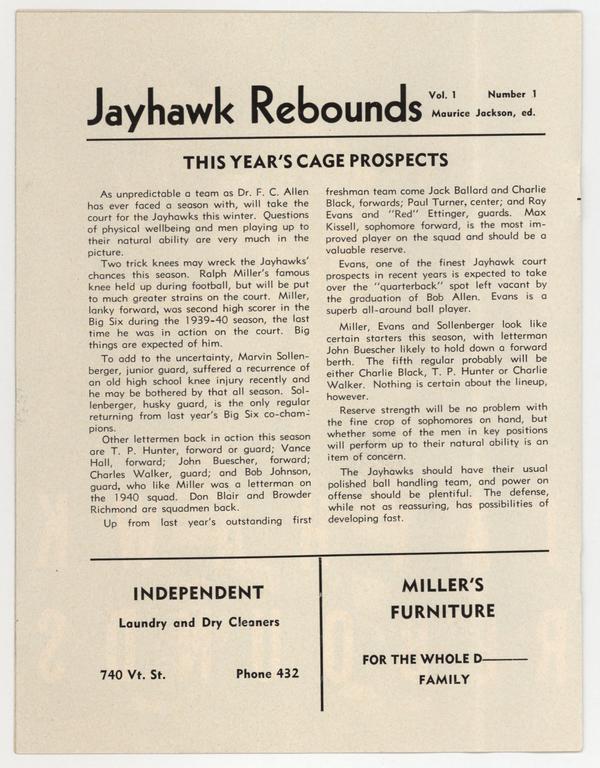 Jayhawk Rebounds
Vol. 1 Number 1
Maurice Jackson, ed.
THIS YEAR'S CAGE PROSPECTS
As unpredictable a team as Dr. F. C. Allen
has ever faced a season with, will take the
court for the Jayhawks this winter. Questions
of physical wellbeing and men playing up to
their natural ability are very much in the
picture.
Two trick knees may wreck the Jayhawks'
chances this season. Ralph Miller's famous
knee held up during football, but will be put
to much greater strains on the court. Miller,
lanky forward, was second high scorer in the
Big Six during the 1939-40 season, the last
time he was in action on the court. Big
things are expected of him.
To add to the uncertainty, Marvin Sollen-
berger, junior guard, suffered a recurrence of
an old high school knee injury recently and
he may be bothered by that all season. Sol-
lenberger, husky guard, is the only regular
returning from last year's Big Six co-cham-
pions.
Other lettermen back in action this season
are T. P. Hunter, forward or guard; Vance
Hall, forward; John Buescher, forward;
Charles Walker, guard; and Bob Johnson,
guard, who like Miller was a letterman on
the 1940 squad. Don Blair and Browder
Richmond are squadmen back.
Up from last year's outstanding first
freshman team come Jack Ballard and Charlie
Black, forwards; Paul Turner, center; and Ray
Evans and "Red" Ettinger, guards. Max
Kissell, sophomore forward, is the most im-
proved player on the squad and should be a
valuable reserve.
Evans, one of the finest Jayhawk court
prospects in recent years is expected to take
over the "quarterback" spot left vacant by
the graduation of Bob Allen. Evans is a
superb all-around ball player.
Miller, Evans and Sollenberger look like
certain starters this season, with letterman
John Buescher likely to hold down a forward
berth. The fifth regular probably will be
either Charlie Black, T. P. Hunter or Charlie
Walker. Nothing is certain about the lineup,
however.
Reserve strength will be no problem with
the fine crop of sophomores on hand, but
whether some of the men in key positions
will perform up to their natural ability is an
item of concern.
The Jayhawks should have their usual
polished ball handling team, and power on
offense should be plentiful. The defense,
while not as reassuring, has possibilities of
developing fast.
INDEPENDENT
Laundry and Dry Cleaners
740 Vt. St. Phone 432
MILLER'S
FURNITURE
FOR THE WHOLE D———
FAMILY